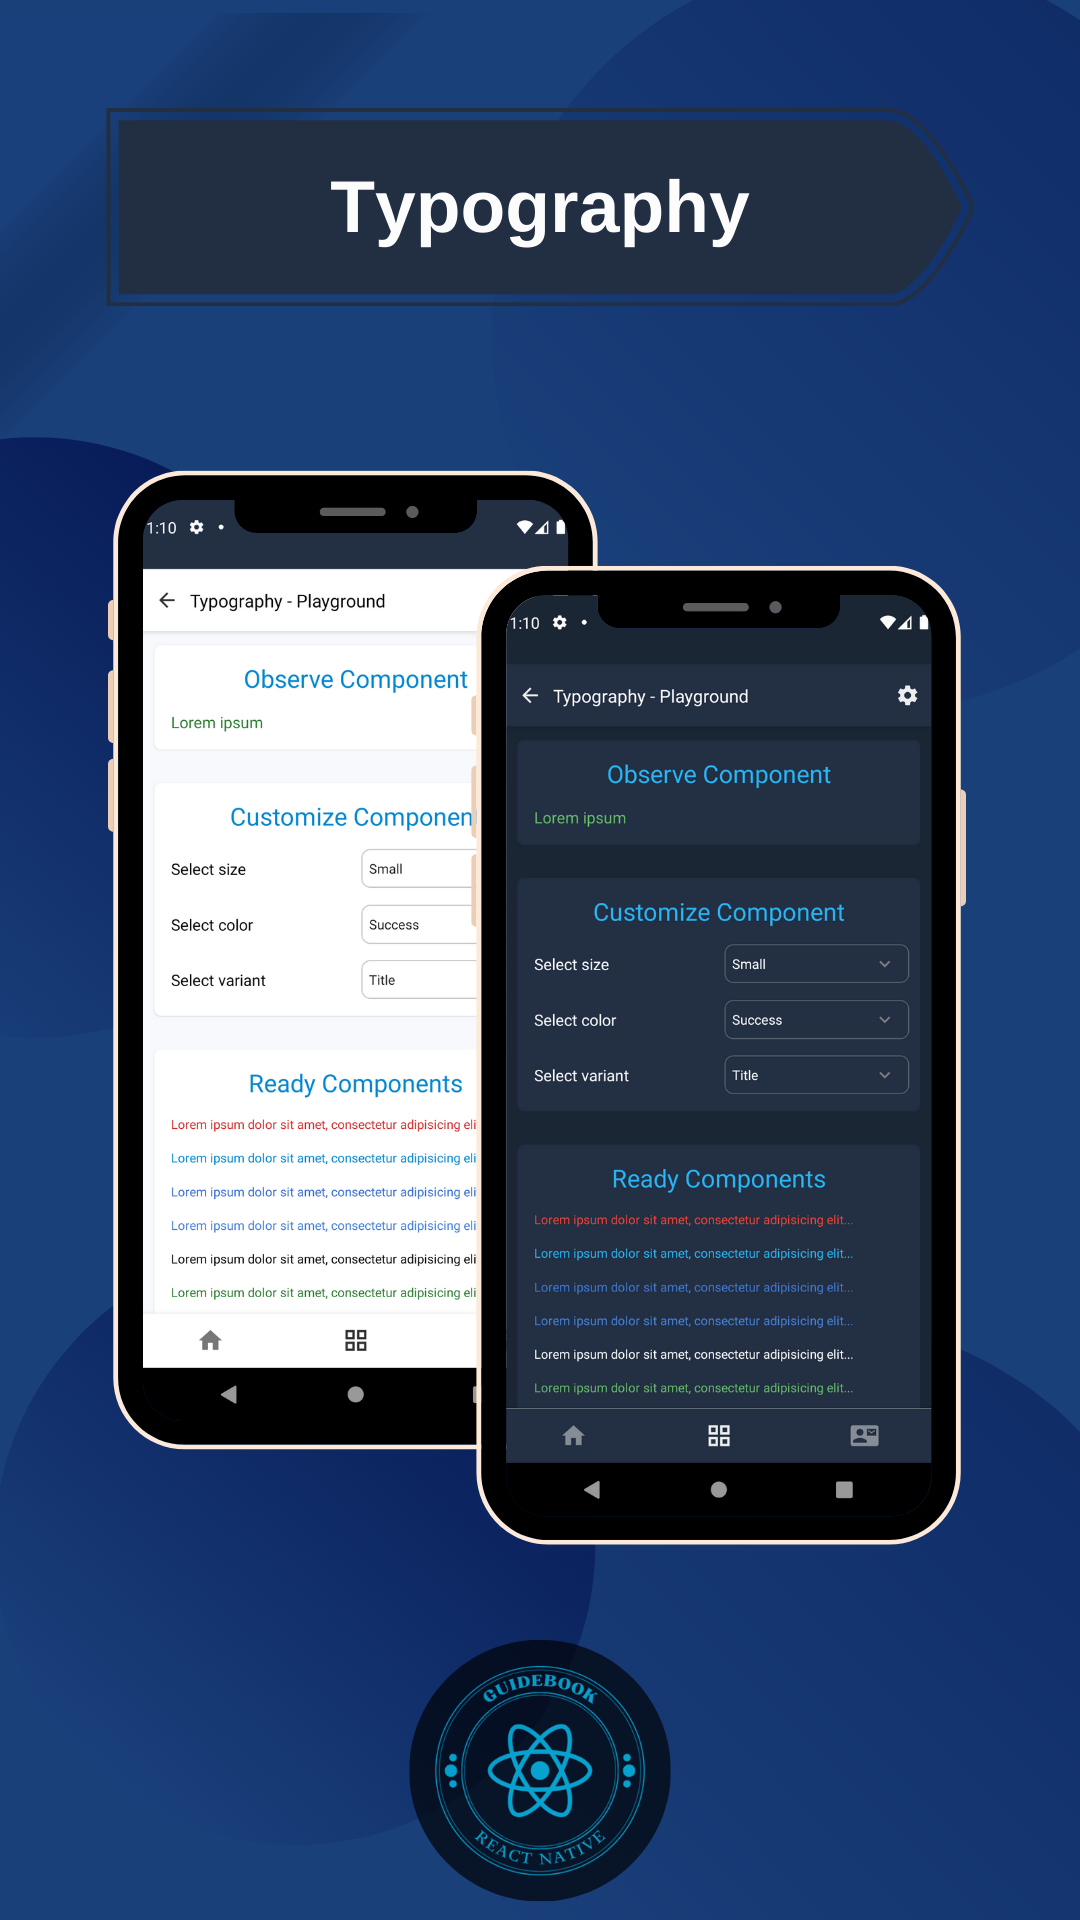 Typography
1:10
Typography - Playground
Observe Component
Lorem ipsum
Customize Componen
Select size
Small
Select color
Success
Select variant
Title
Ready Components
Lorem ipsum dolor sit amet, consectetur adipisicing eli
Lorem ipsum dolor sit amet, consectetur adipisicing eli
Lorem ipsum dolor sit amet, consectetur adipisicing eli
Lorem ipsum dolor sit amet, consectetur adipisicing eli
Lorem ipsum dolor sit amet, consectetur adipisicing eli
Lorem ipsum dolor sit amet, consectetur adipisicing eli
1:10
Typography - Playground
Observe Component
Lorem ipsum
Customize Component
Select size
Small
Select color
Success
Select variant
Title
Ready Components
Lorem ipsum dolor sit amet, consectetur adipisicing elit...
Lorem ipsum dolor sit amet, consectetur adipisicing elit...
Lorem ipsum dolor sit amet, consectetur adipisicing elit...
Lorem ipsum dolor sit amet, consectetur adipisicing elit...
Lorem ipsum dolor sit amet, consectetur adipisicing elit...
Lorem ipsum dolor sit amet, consectetur adipisicing elit...
GUIDEBOOK
REACT NATIVE